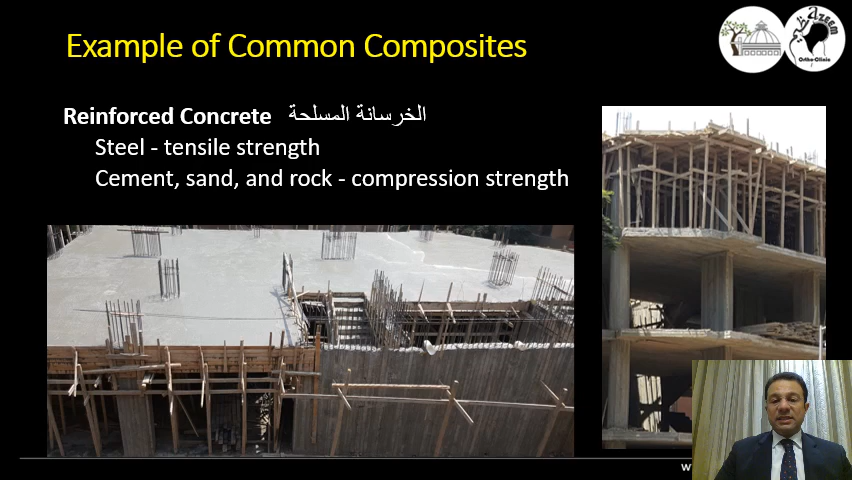 Example of Common Composites
Azeem
Ortho-Clinic
Reinforced Concrete الخرسانة المسلحة
Steel - tensile strength
Cement, sand, and rock - compression strength
w